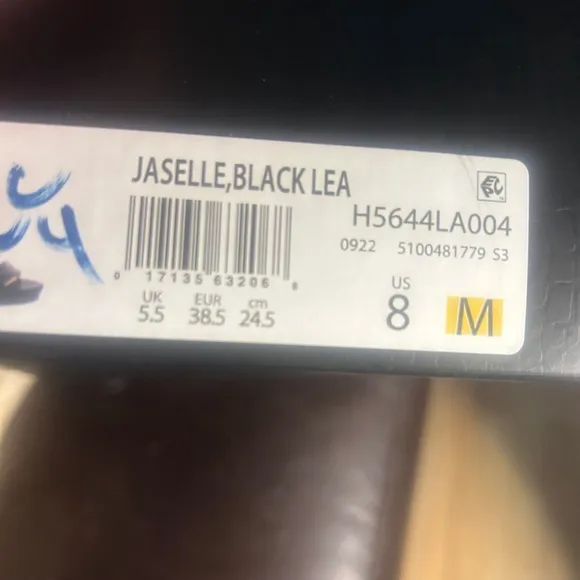 JASELLE,BLACK LEA
H5644LA004
0922 5100481779 S3
0 17135 63206 8
UK EUR cm
5.5 38.5 24.5
US
8 M